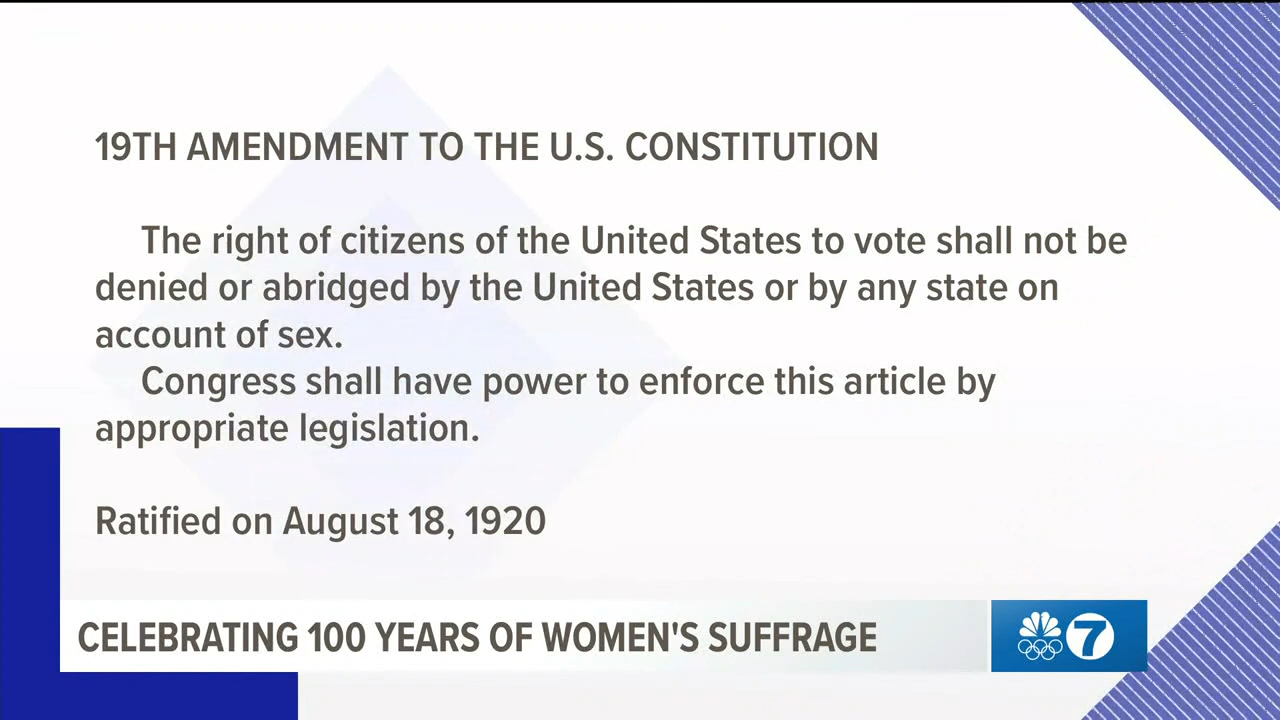 19TH AMENDMENT TO THE U.S. CONSTITUTION
The right of citizens of the United States to vote shall not be
denied or abridged by the United States or by any state on
account of sex.
Congress shall have power to enforce this article by
appropriate legislation.
Ratified on August 18, 1920
CELEBRATING 100 YEARS OF WOMEN'S SUFFRAGE
7